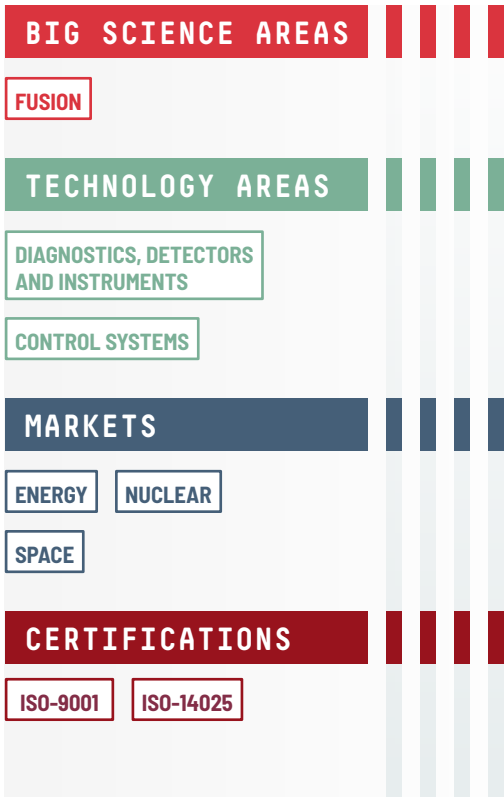 BIG SCIENCE AREAS
FUSION
TECHNOLOGY AREAS
DIAGNOSTICS, DETECTORS
AND INSTRUMENTS
CONTROL SYSTEMS
MARKETS
ENERGY NUCLEAR
SPACE
CERTIFICATIONS
ISO-9001 ISO-14025